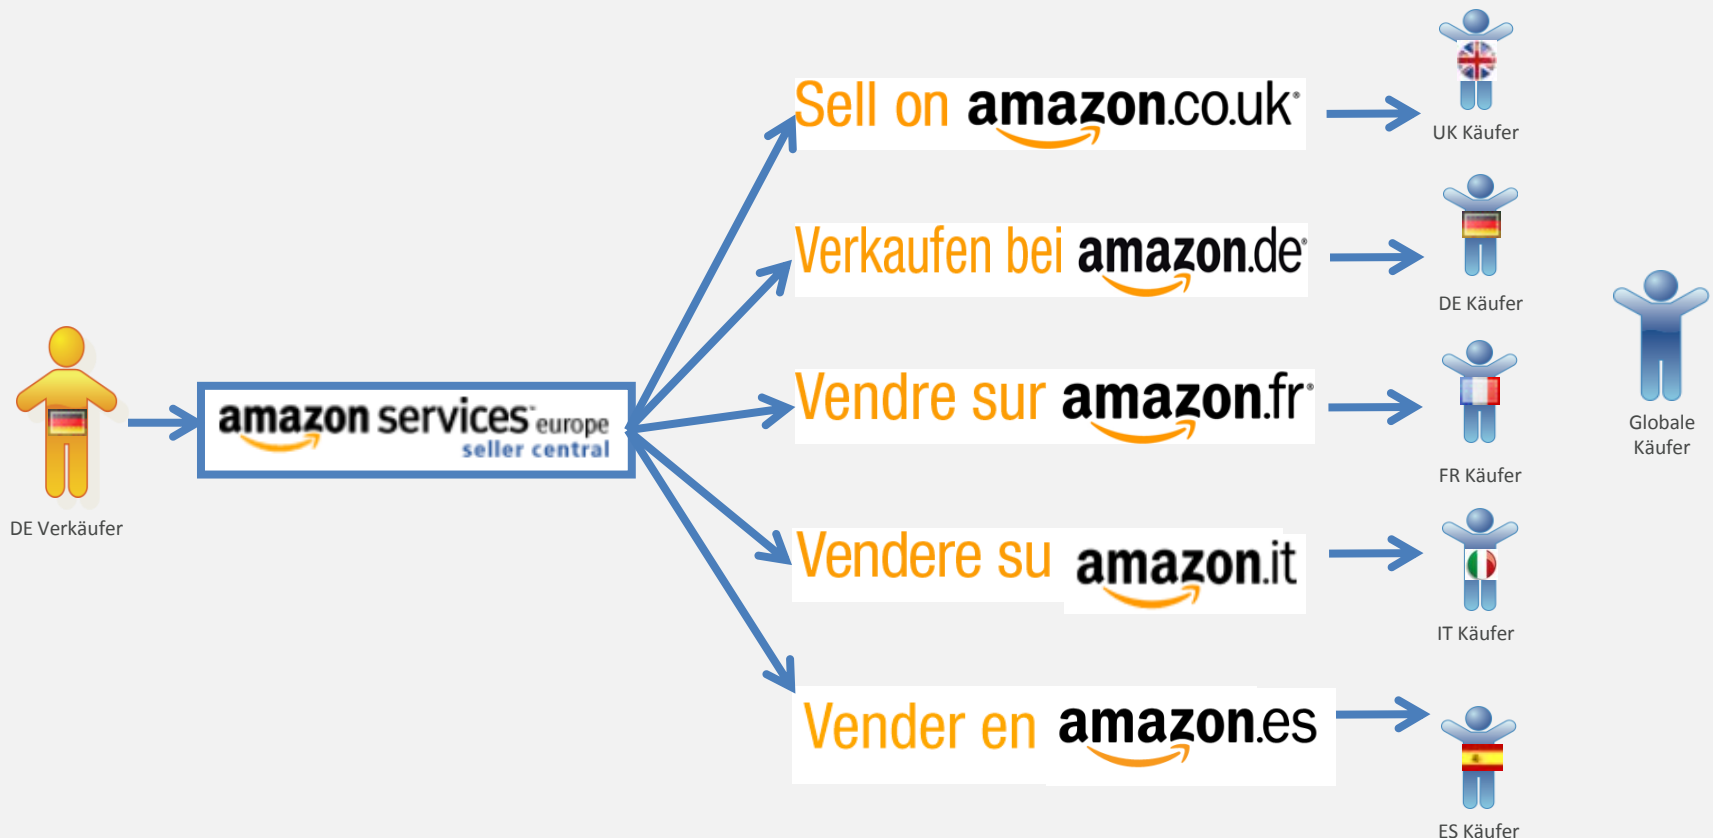 Sell on amazon.co.uk®
UK Käufer
Verkaufen bei amazon.de®
DE Käufer
Vendre sur amazon.fr®
FR Käufer
Globale
Käufer
DE Verkäufer
amazon services™ europe
seller central
Vendere su amazon.it
IT Käufer
Vender en amazon.es
ES Käufer